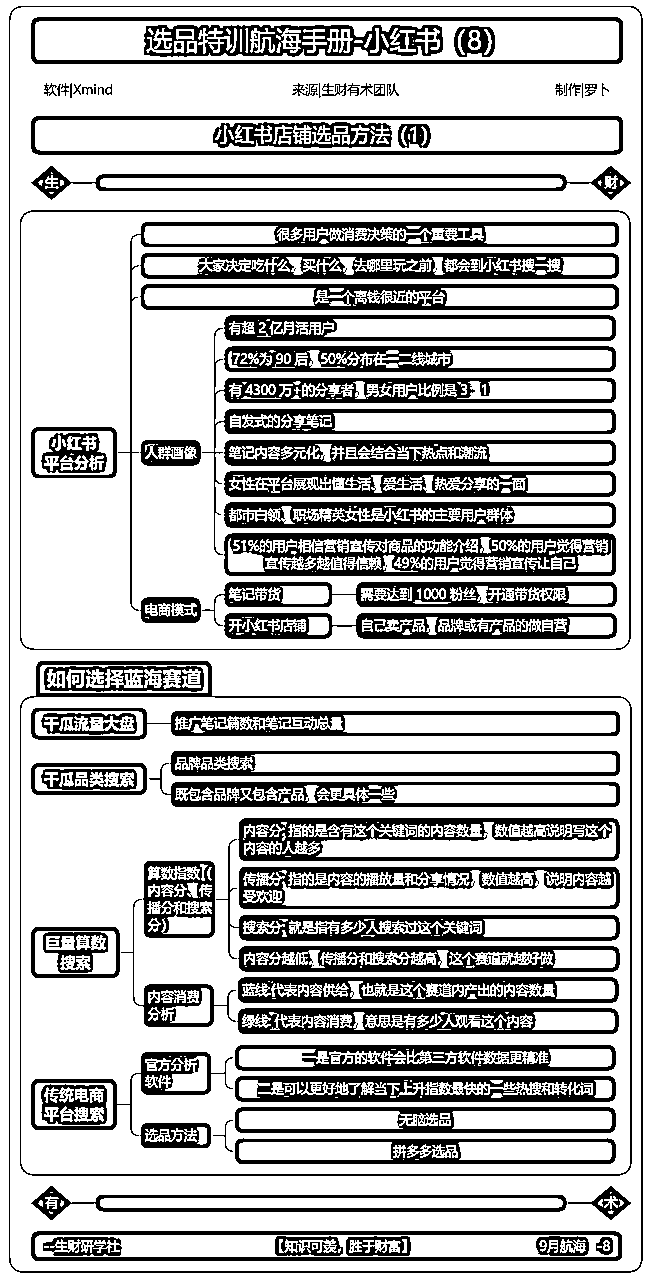 选品特训航海手册-小红书（8）
软件|Xmind
来源|生财有术团队
制作|罗卜
小红书店铺选品方法（1）
生
财
很多用户做消费决策的一个重要工具
大家决定吃什么，买什么，去哪里玩之前，都会到小红书搜一搜
是一个离钱很近的平台
小红书
平台分析
人群画像
有超 2 亿月活用户
72%为 90 后，50%分布在一二线城市
有 4300 万+的分享者，男女用户比例是 3：1
自发式的分享笔记
笔记内容多元化，并且会结合当下热点和潮流
女性在平台展现出懂生活、爱生活、热爱分享的一面
都市白领、职场精英女性是小红书的主要用户群体
51%的用户相信营销宣传对商品的功能介绍，50%的用户觉得营销
宣传越多越值得信赖，49%的用户觉得营销宣传让自己
电商模式
笔记带货
需要达到 1000 粉丝，开通带货权限
开小红书店铺
自己卖产品，品牌或有产品的做自营
如何选择蓝海赛道
千瓜流量大盘
推广笔记篇数和笔记互动总量
千瓜品类搜索
品牌品类搜索
既包含品牌又包含产品，会更具体一些
巨量算数
搜索
算数指数（
内容分、传
播分和搜索
分）
内容分：指的是含有这个关键词的内容数量，数值越高说明写这个
内容的人越多
传播分：指的是内容的播放量和分享情况，数值越高，说明内容越
受欢迎
搜索分：就是指有多少人搜索过这个关键词
内容分越低，传播分和搜索分越高，这个赛道就越好做
内容消费
分析
蓝线：代表内容供给，也就是这个赛道内产出的内容数量
绿线：代表内容消费，意思是有多少人观看这个内容
传统电商
平台搜索
官方分析
软件
一是官方的软件会比第三方软件数据更精准
二是可以更好地了解当下上升指数最快的一些热搜和转化词
选品方法
无脑选品
拼多多选品
有
术
—生财研学社
【知识可羡，胜于财富】
9月航海 -8